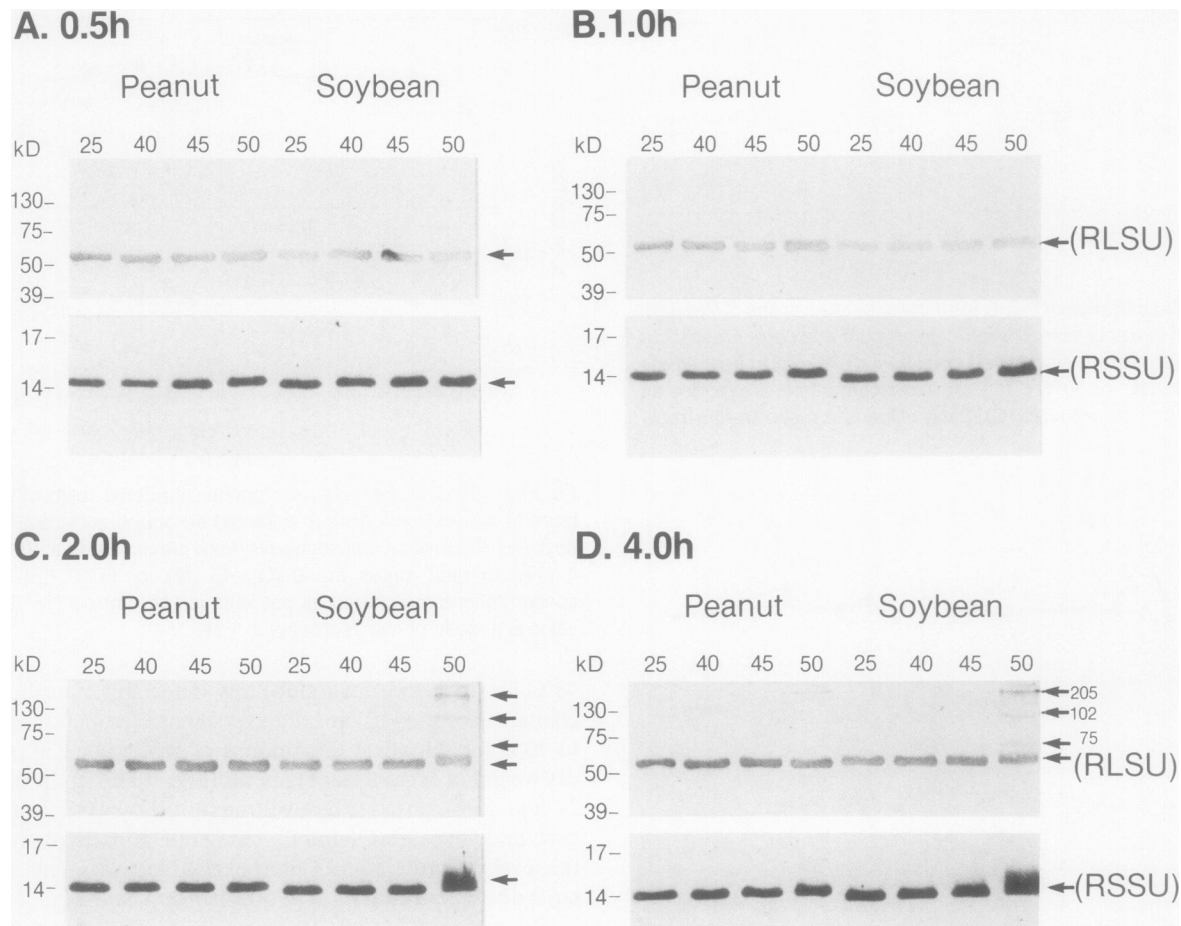 A. 0.5h
Peanut Soybean
kD 25 40 45 50 25 40 45 50
130–
75–
50–
39–
17–
14–
B.1.0h
Peanut Soybean
kD 25 40 45 50 25 40 45 50
130–
75–
50– (RLSU)
39–
17–
14– (RSSU)
C. 2.0h
Peanut Soybean
kD 25 40 45 50 25 40 45 50
130–
75–
50–
39–
17–
14–
D. 4.0h
Peanut Soybean
kD 25 40 45 50 25 40 45 50
205
130– 102
75– 75
50– (RLSU)
39–
17–
14– (RSSU)